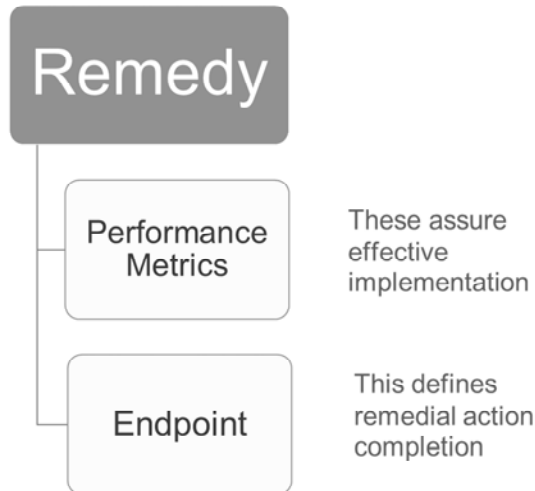 Remedy
Performance
Metrics
These assure
effective
implementation
Endpoint
This defines
remedial action
completion